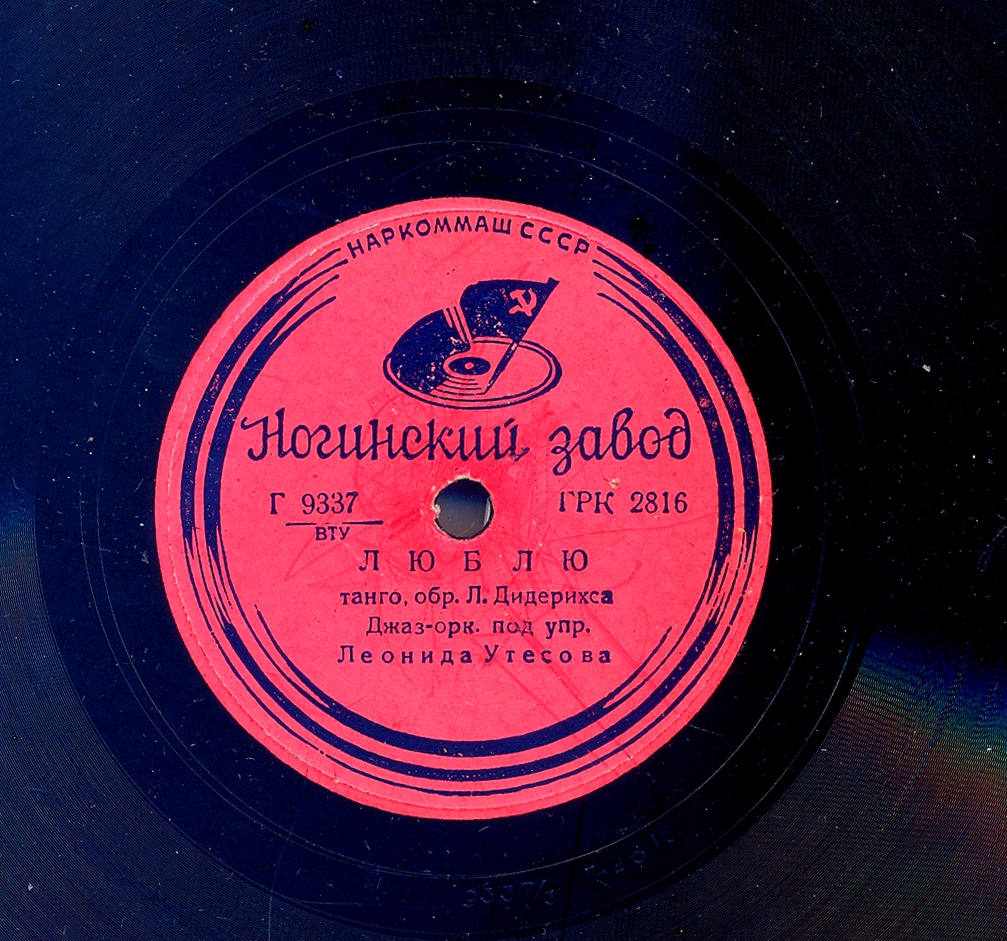 НАРКОММАШ СССР
Ногинский завод
Г 9337 ГРК 2816
ВТУ
ЛЮБЛЮ
танго, обр. Л. Дидерихса
Джаз-орк. под упр.
Леонида Утесова